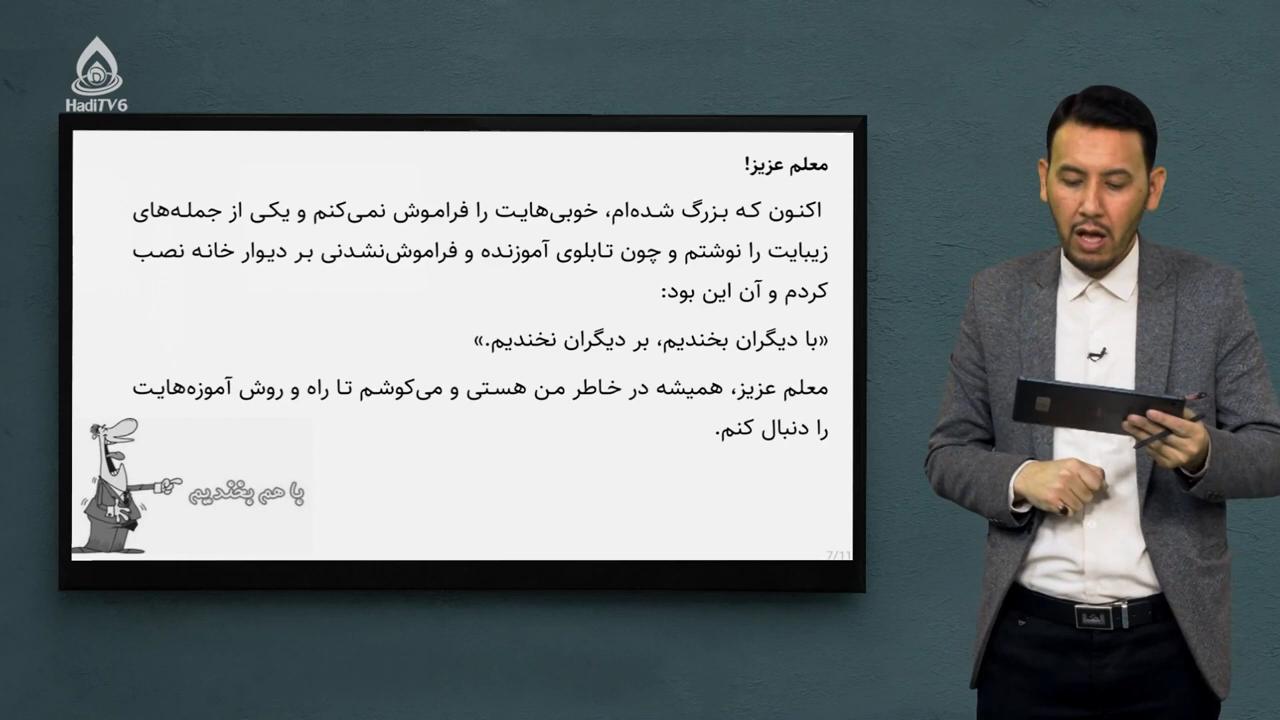 HadiTV6
معلم عزیز!
اکنون که بزرگ شده‌ام، خوبی‌هایت را فراموش نمی‌کنم و یکی از جمله‌های
زیبایت را نوشتم و چون تابلوی آموزنده و فراموش‌نشدنی بر دیوار خانه نصب
کردم و آن این بود:
«با دیگران بخندیم، بر دیگران نخندیم.»
معلم عزیز، همیشه در خاطر من هستی و می‌کوشم تا راه و روش آموزه‌هایت
را دنبال کنم.
با هم بخندیم
7/11